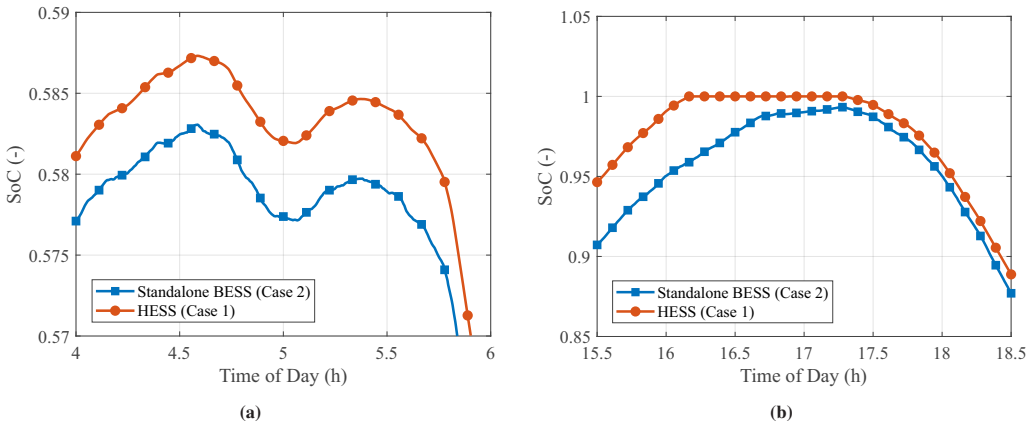 0.59
0.585
0.58
0.575
0.57
SoC (-)
4
4.5
5
5.5
6
Time of Day (h)
Standalone BESS (Case 2)
HESS (Case 1)
(a)
1.05
1
0.95
0.9
0.85
SoC (-)
15.5
16
16.5
17
17.5
18
18.5
Time of Day (h)
Standalone BESS (Case 2)
HESS (Case 1)
(b)